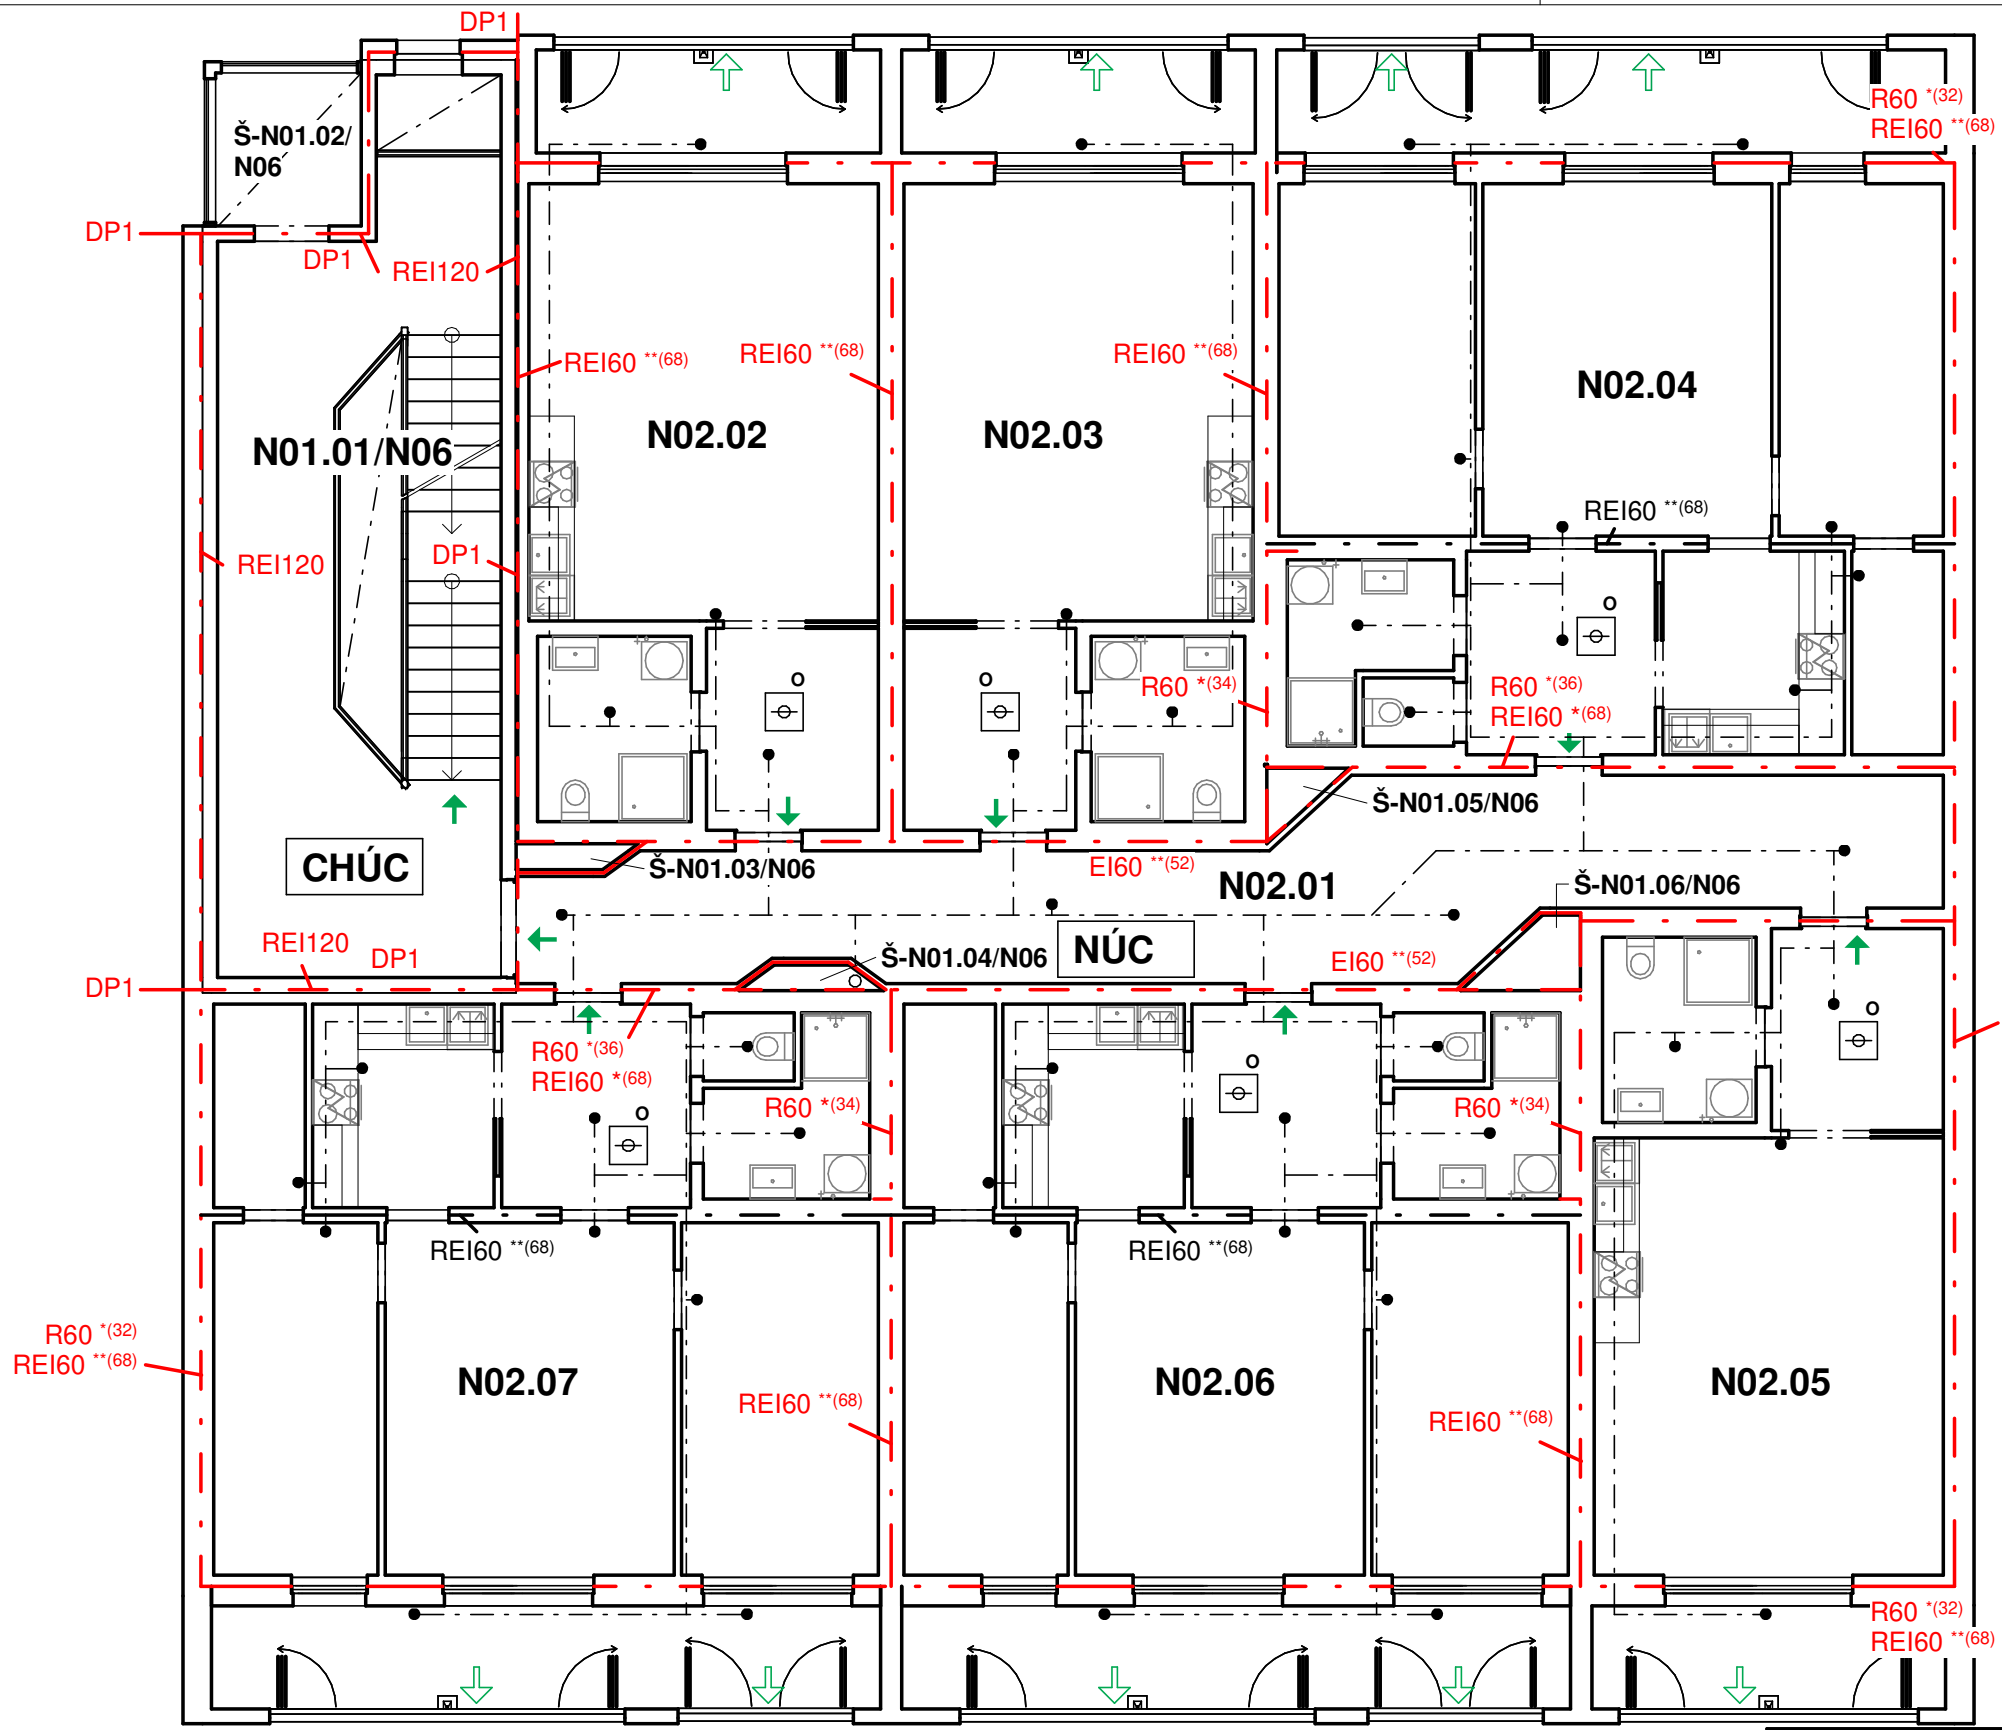 DP1
R60 *(32)
REI60 **(68)
Š-N01.02/
N06
DP1
DP1
REI120
REI60 **(68)
REI60 **(68)
REI60 **(68)
N02.04
N01.01/N06
N02.02
N02.03
REI60 **(68)
DP1
REI120
O
O
O
R60 *(34)
R60 *(36)
REI60 *(68)
Š-N01.05/N06
CHÚC
Š-N01.03/N06
EI60 **(52)
N02.01
Š-N01.06/N06
REI120
DP1
Š-N01.04/N06
NÚC
EI60 **(52)
DP1
O
R60 *(36)
REI60 *(68)
O
O
R60 *(34)
R60 *(34)
REI60 **(68)
REI60 **(68)
R60 *(32)
REI60 **(68)
N02.07
N02.06
N02.05
REI60 **(68)
REI60 **(68)
R60 *(32)
REI60 **(68)